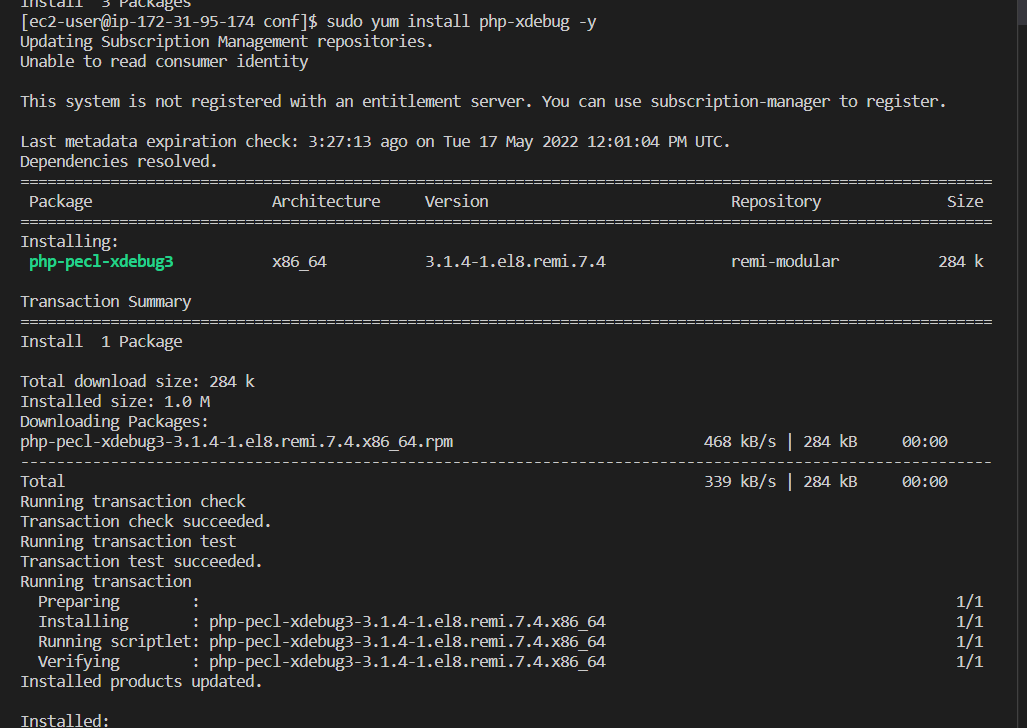 Install  3 Packages
[ec2-user@ip-172-31-95-174 conf]$ sudo yum install php-xdebug -y
Updating Subscription Management repositories.
Unable to read consumer identity
This system is not registered with an entitlement server. You can use subscription-manager to register.
Last metadata expiration check: 3:27:13 ago on Tue 17 May 2022 12:01:04 PM UTC.
Dependencies resolved.
================================================================================
Package Architecture Version Repository Size
================================================================================
Installing:
php-pecl-xdebug3 x86_64 3.1.4-1.el8.remi.7.4 remi-modular 284 k
Transaction Summary
================================================================================
Install  1 Package
Total download size: 284 k
Installed size: 1.0 M
Downloading Packages:
php-pecl-xdebug3-3.1.4-1.el8.remi.7.4.x86_64.rpm 468 kB/s | 284 kB 00:00
--------------------------------------------------------------------------------
Total 339 kB/s | 284 kB 00:00
Running transaction check
Transaction check succeeded.
Running transaction test
Transaction test succeeded.
Running transaction
Preparing : 1/1
Installing : php-pecl-xdebug3-3.1.4-1.el8.remi.7.4.x86_64 1/1
Running scriptlet: php-pecl-xdebug3-3.1.4-1.el8.remi.7.4.x86_64 1/1
Verifying : php-pecl-xdebug3-3.1.4-1.el8.remi.7.4.x86_64 1/1
Installed products updated.
Installed: